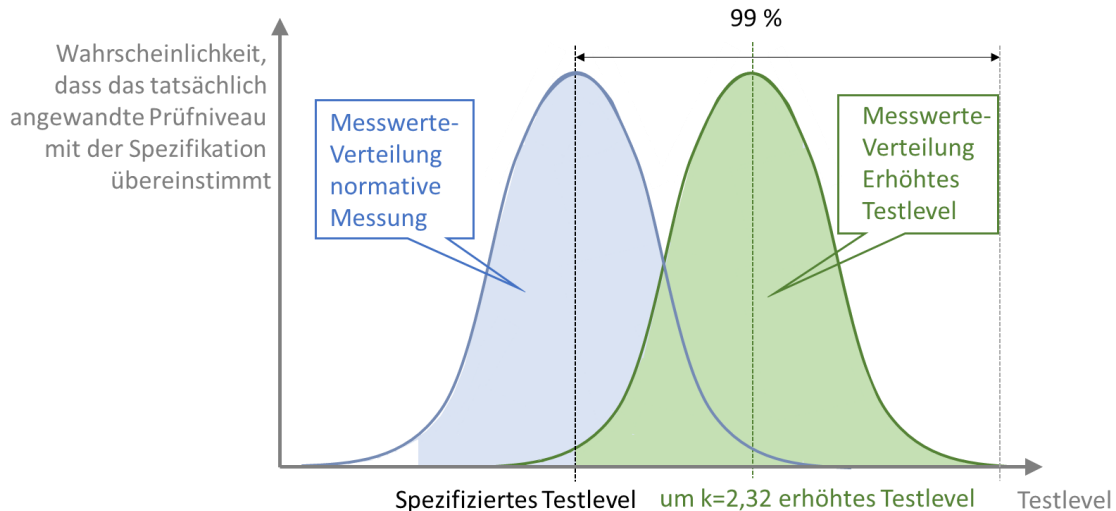 99 %
Wahrscheinlichkeit,
dass das tatsächlich
angewandte Prüfniveau
mit der Spezifikation
übereinstimmt
Messwerte-
Verteilung
normative
Messung
Messwerte-
Verteilung
Erhöhtes
Testlevel
Spezifiziertes Testlevel
um k=2,32 erhöhtes Testlevel
Testlevel